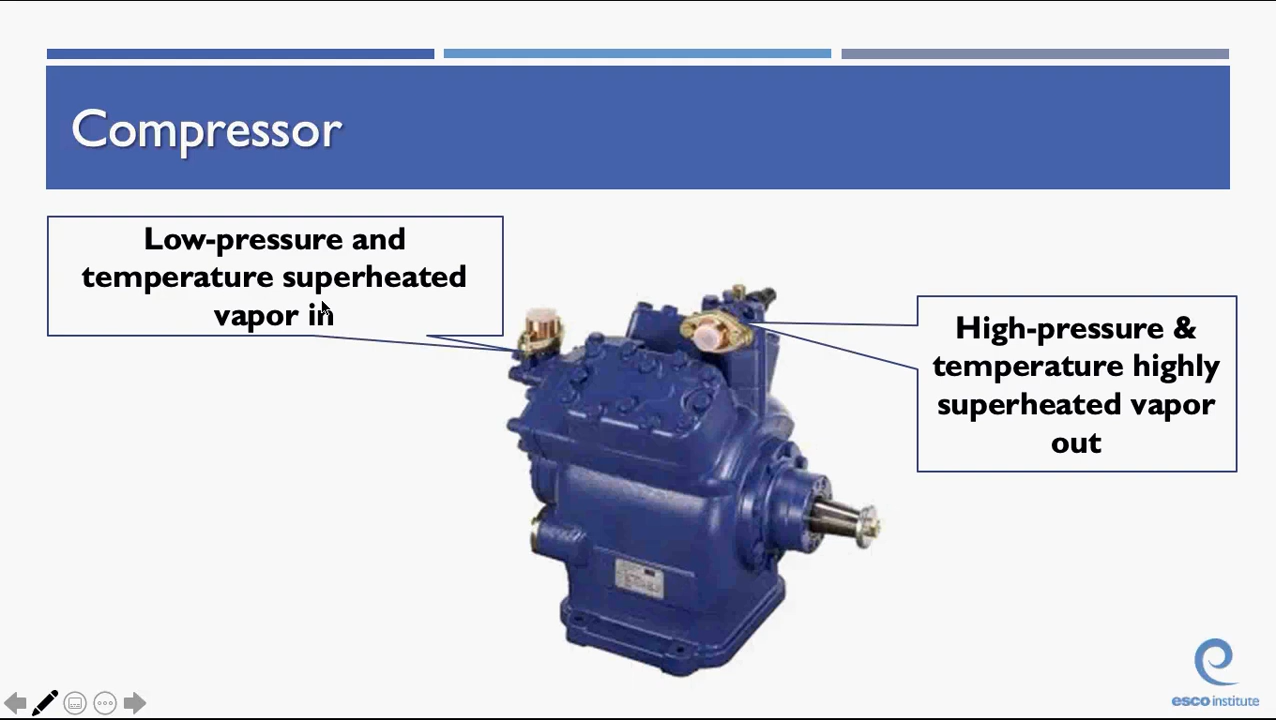 Compressor
Low-pressure and
temperature superheated
vapor in
High-pressure &
temperature highly
superheated vapor
out
esco institute